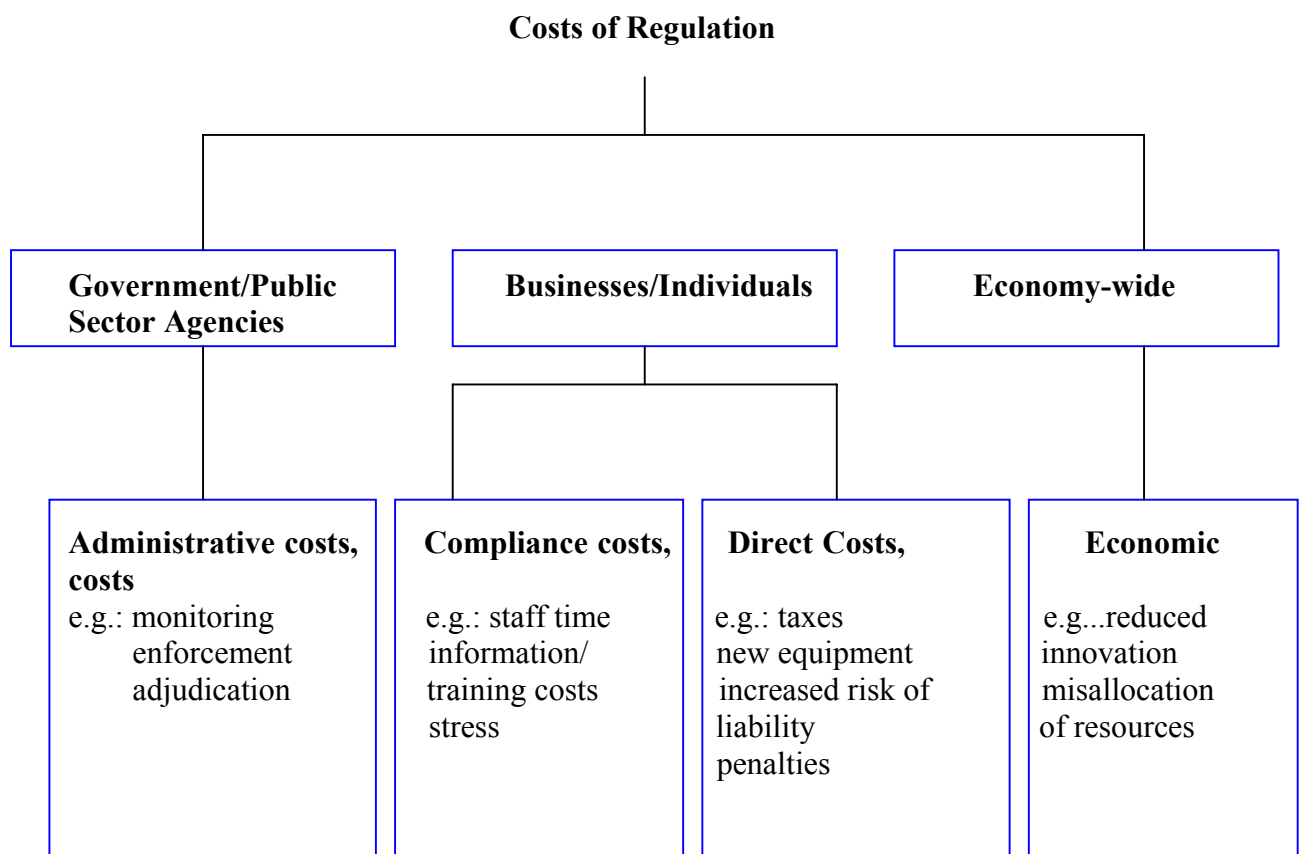 Costs of Regulation
Government/Public
Sector Agencies
Businesses/Individuals
Economy-wide
Administrative costs,
costs
e.g.: monitoring
enforcement
adjudication
Compliance costs,
e.g.: staff time
information/
training costs
stress
Direct Costs,
e.g.: taxes
new equipment
increased risk of
liability
penalties
Economic
e.g...reduced
innovation
misallocation
of resources